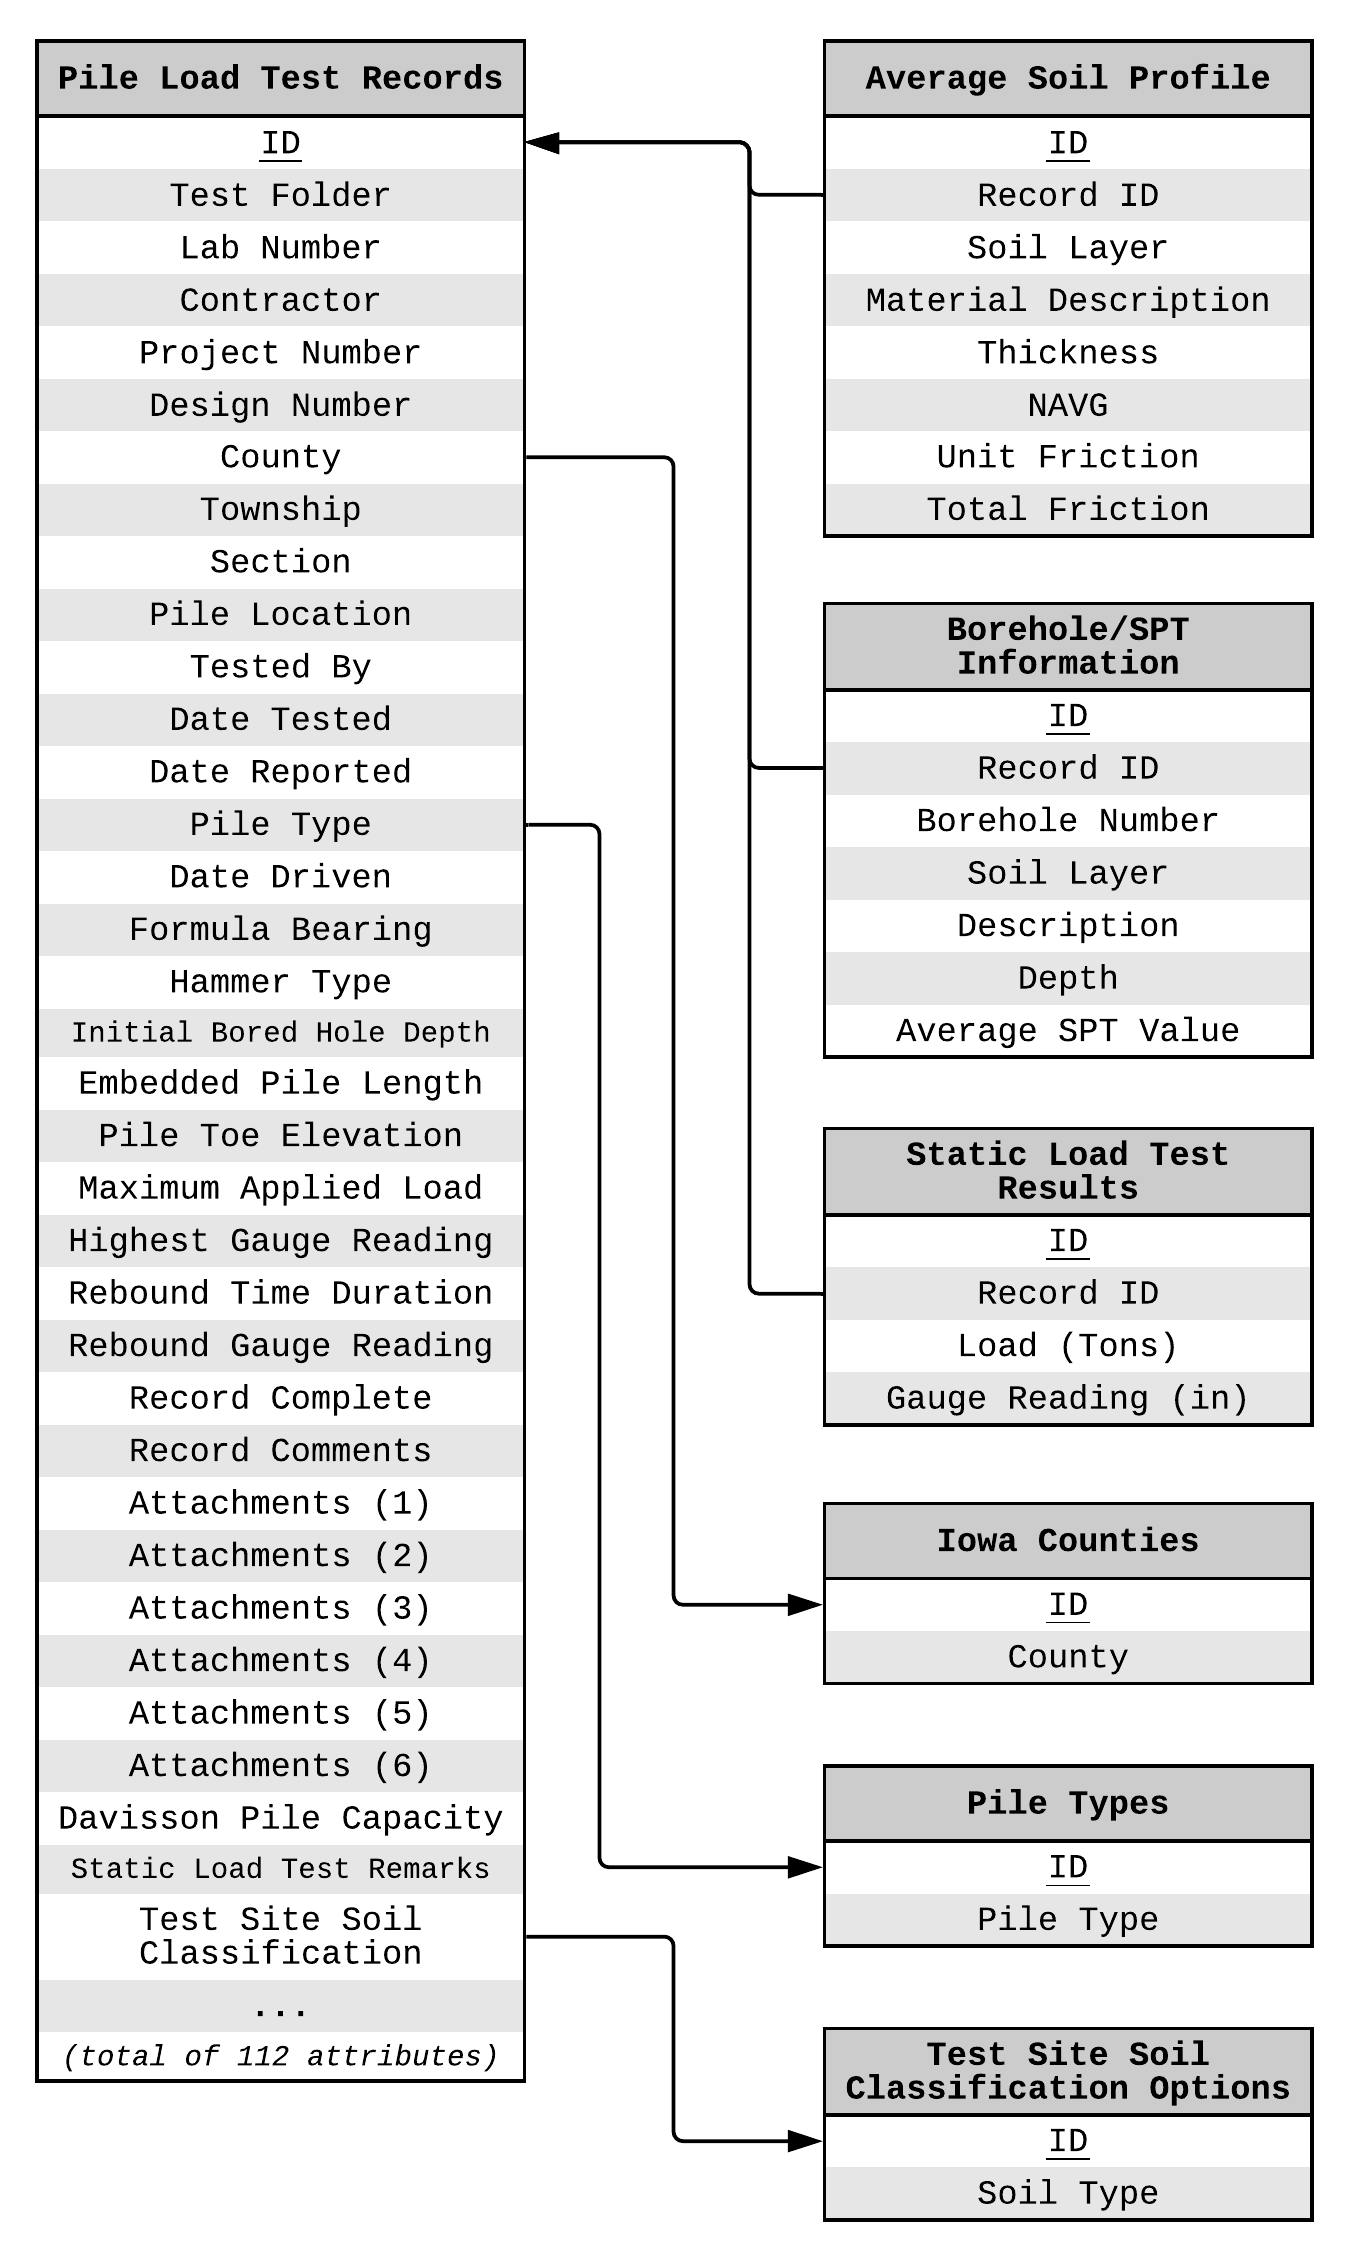 Pile Load Test Records
ID
Test Folder
Lab Number
Contractor
Project Number
Design Number
County
Township
Section
Pile Location
Tested By
Date Tested
Date Reported
Pile Type
Date Driven
Formula Bearing
Hammer Type
Initial Bored Hole Depth
Embedded Pile Length
Pile Toe Elevation
Maximum Applied Load
Highest Gauge Reading
Rebound Time Duration
Rebound Gauge Reading
Record Complete
Record Comments
Attachments (1)
Attachments (2)
Attachments (3)
Attachments (4)
Attachments (5)
Attachments (6)
Davisson Pile Capacity
Static Load Test Remarks
Test Site Soil
Classification
...
(total of 112 attributes)
Average Soil Profile
ID
Record ID
Soil Layer
Material Description
Thickness
NAVG
Unit Friction
Total Friction
Borehole/SPT
Information
ID
Record ID
Borehole Number
Soil Layer
Description
Depth
Average SPT Value
Static Load Test
Results
ID
Record ID
Load (Tons)
Gauge Reading (in)
Iowa Counties
ID
County
Pile Types
ID
Pile Type
Test Site Soil
Classification Options
ID
Soil Type